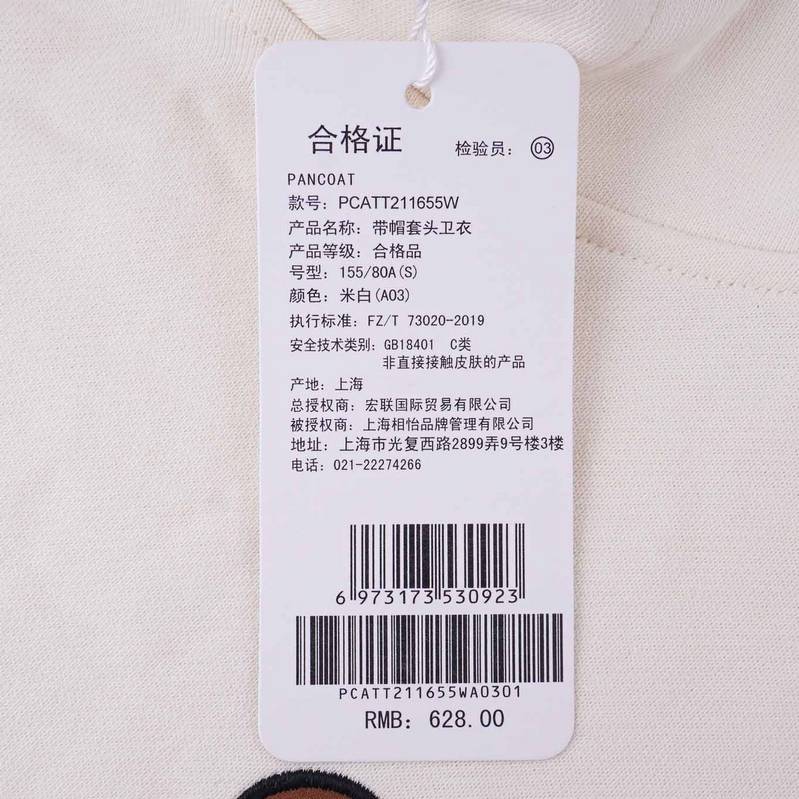 合格证 检验员: 03
PANCOAT
款号: PCATT211655W
产品名称: 带帽套头卫衣
产品等级: 合格品
号型: 155/80A(S)
颜色: 米白(A03)
执行标准: FZ/T 73020-2019
安全技术类别: GB18401 C类
非直接接触皮肤的产品
产地: 上海
总授权商: 宏联国际贸易有限公司
被授权商: 上海相怡品牌管理有限公司
地址: 上海市光复西路2899弄9号楼3楼
电话: 021-22274266
6 973173 530923
PCATT211655WA0301
RMB: 628.00